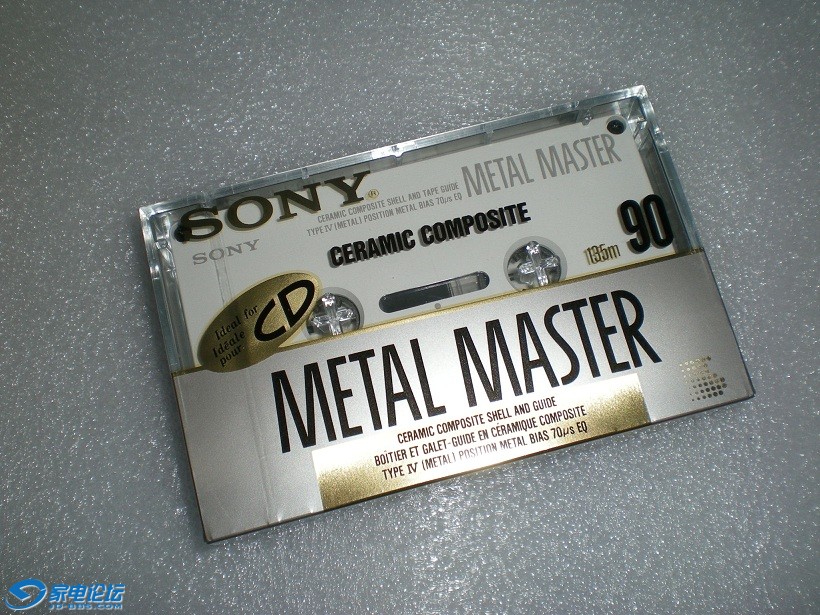 SONY
CERAMIC COMPOSITE SHELL AND TAPE GUIDE
TYPE IV (METAL) POSITION METAL BIAS 70μs EQ
METAL MASTER
SONY
CERAMIC COMPOSITE
135m
90
Ideal for
Idéale
pour
CD
METAL MASTER
CERAMIC COMPOSITE SHELL AND GUIDE
BOÎTIER ET GALET-GUIDE EN CÉRAMIQUE COMPOSITE
TYPE IV (METAL) POSITION METAL BIAS 70μs EQ
家电论坛
JD-BBS.COM